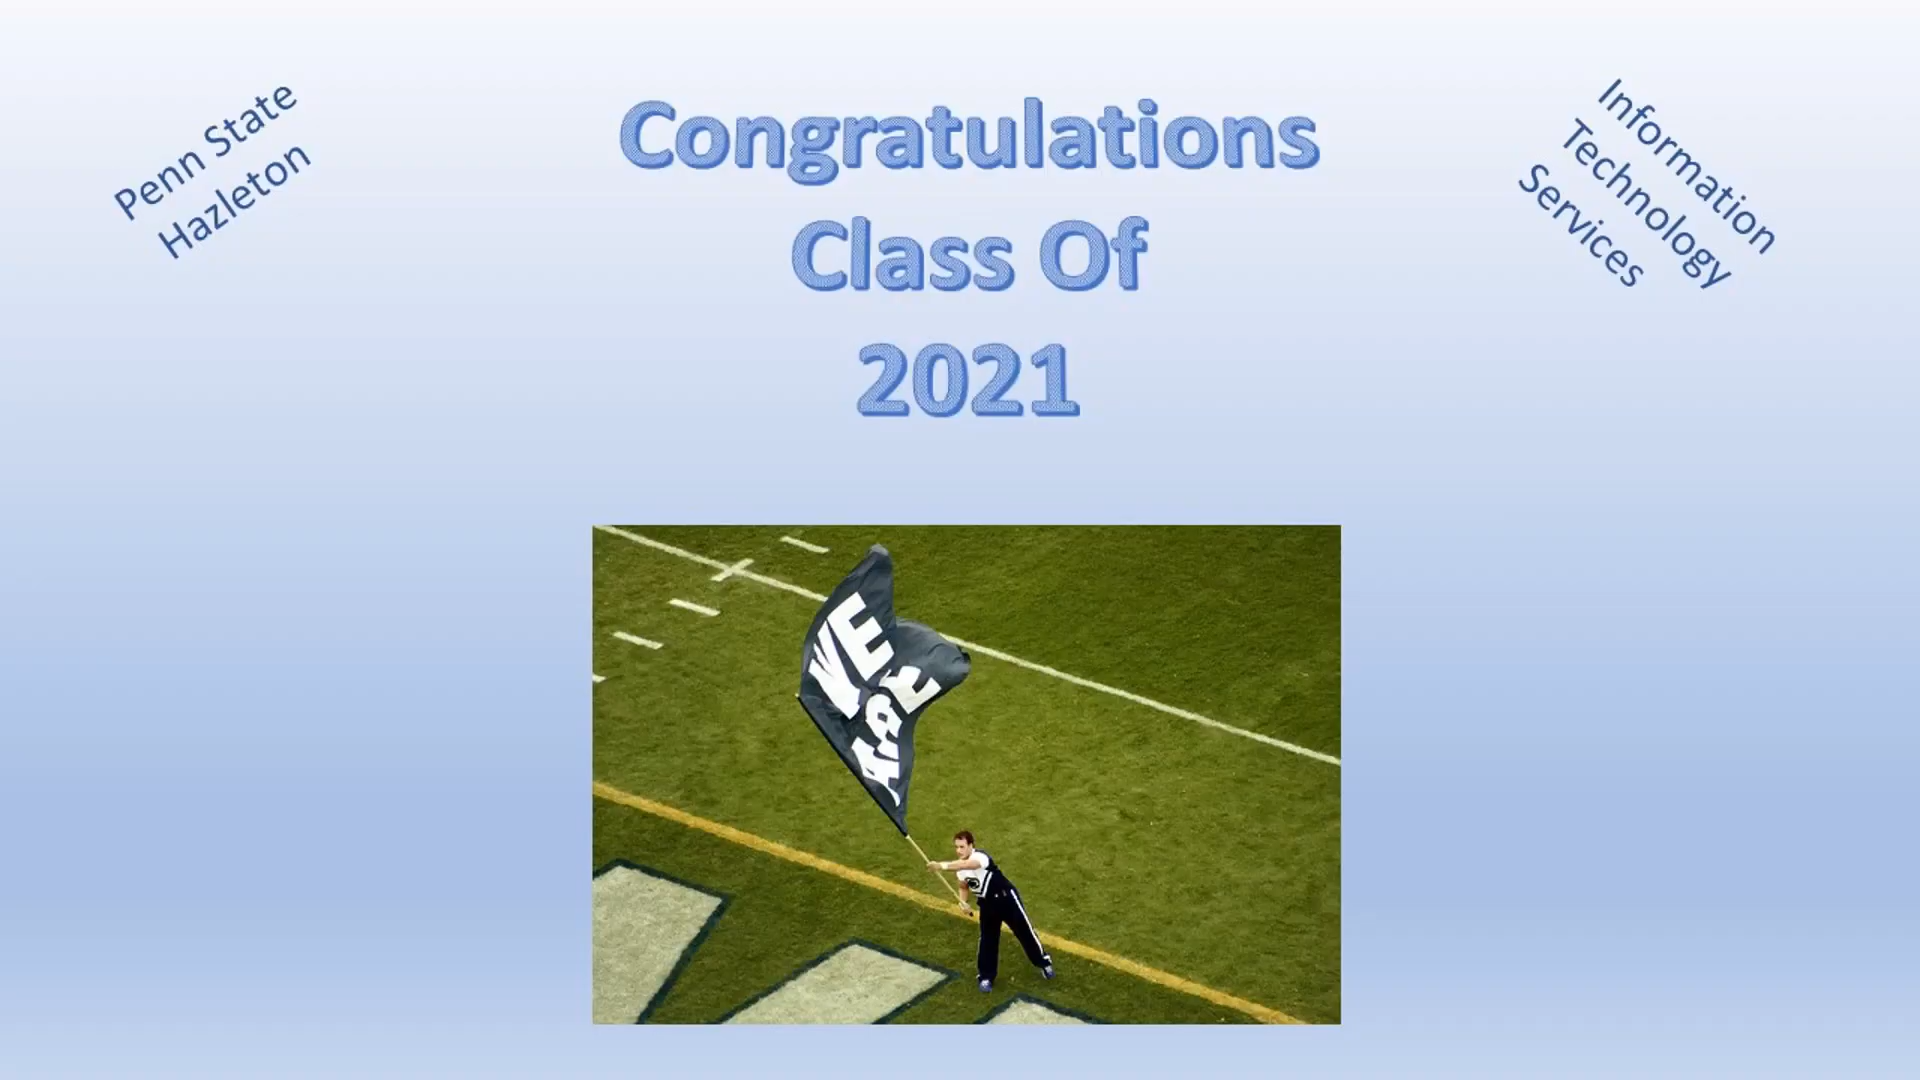 Penn State
Hazleton
Congratulations
Class Of
2021
Information
Technology
Services
WE
ARE